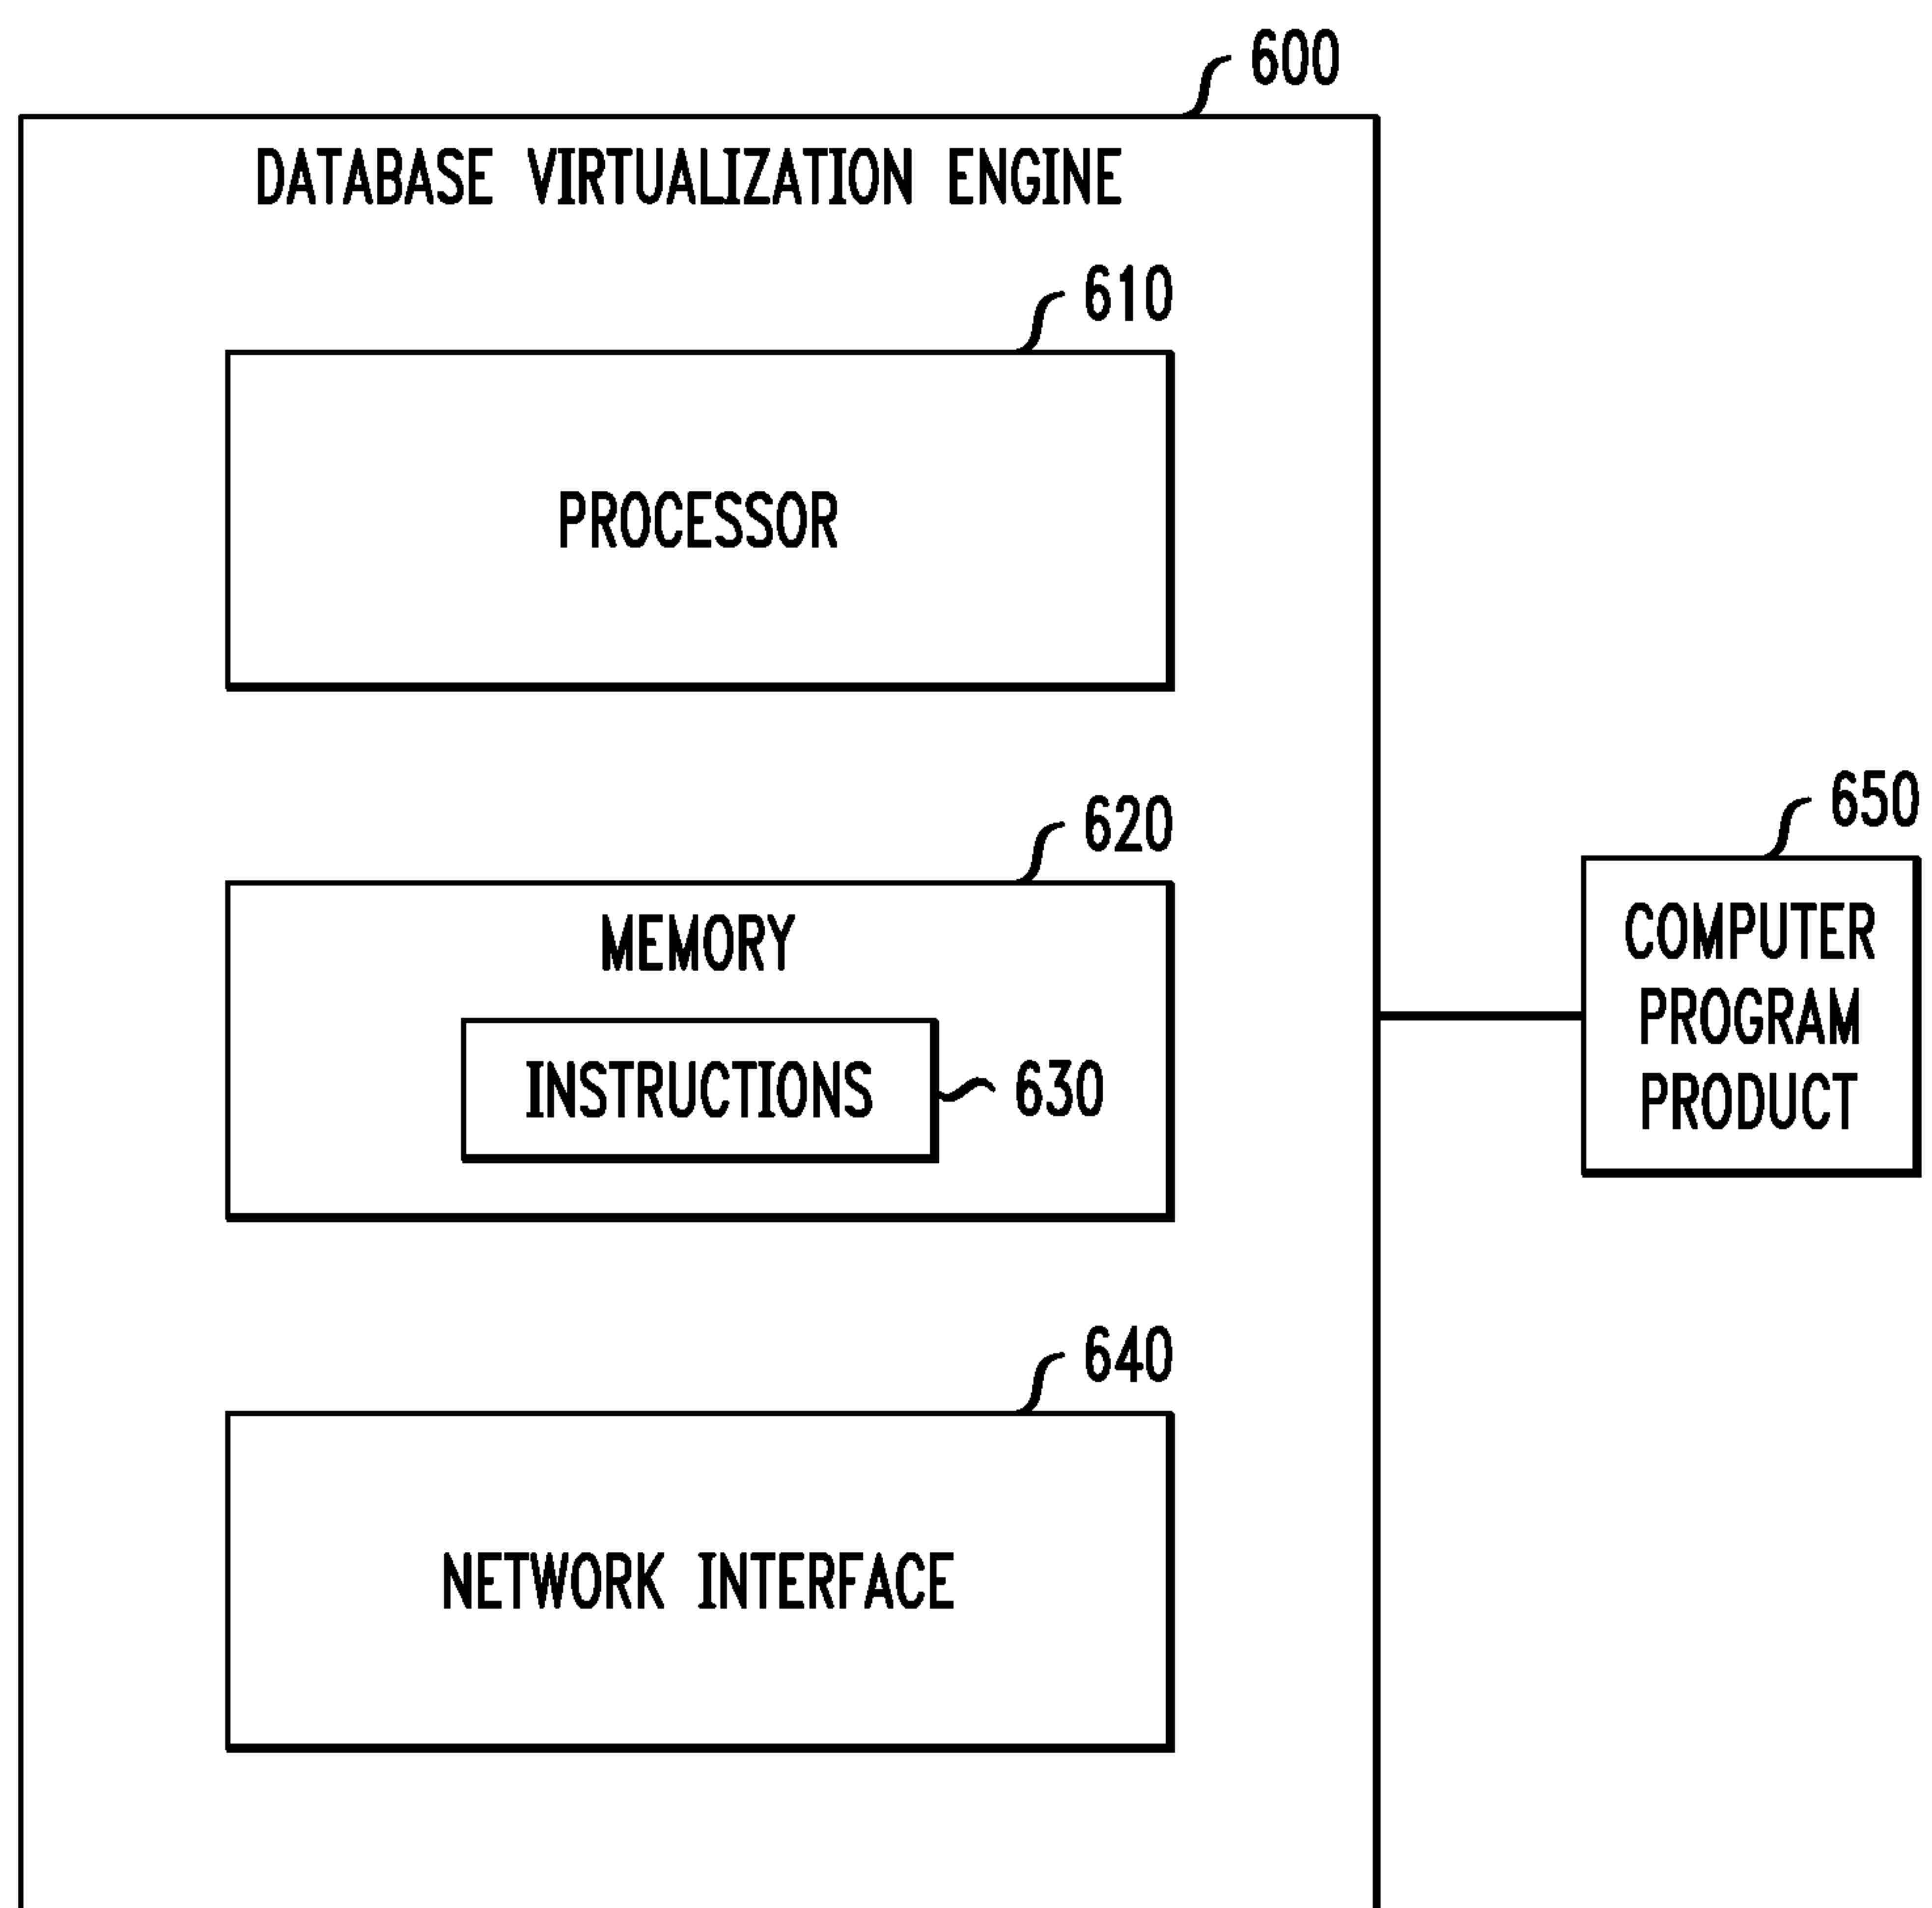 600
DATABASE VIRTUALIZATION ENGINE
610
PROCESSOR
620
MEMORY
INSTRUCTIONS
630
640
NETWORK INTERFACE
650
COMPUTER
PROGRAM
PRODUCT